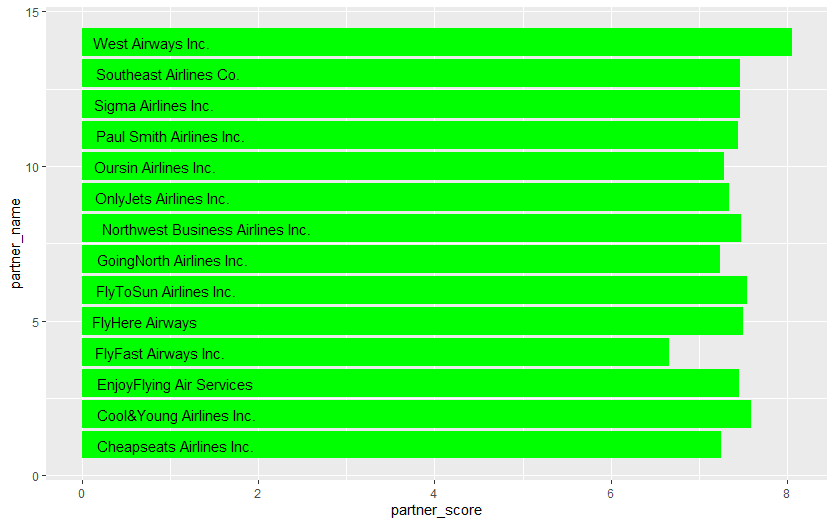 15
West Airways Inc.
Southeast Airlines Co.
Sigma Airlines Inc.
Paul Smith Airlines Inc.
10
Oursin Airlines Inc.
OnlyJets Airlines Inc.
partner_name
Northwest Business Airlines Inc.
GoingNorth Airlines Inc.
FlyToSun Airlines Inc.
5
FlyHere Airways
FlyFast Airways Inc.
EnjoyFlying Air Services
Cool&Young Airlines Inc.
Cheapseats Airlines Inc.
0
0 2 4 6 8
partner_score